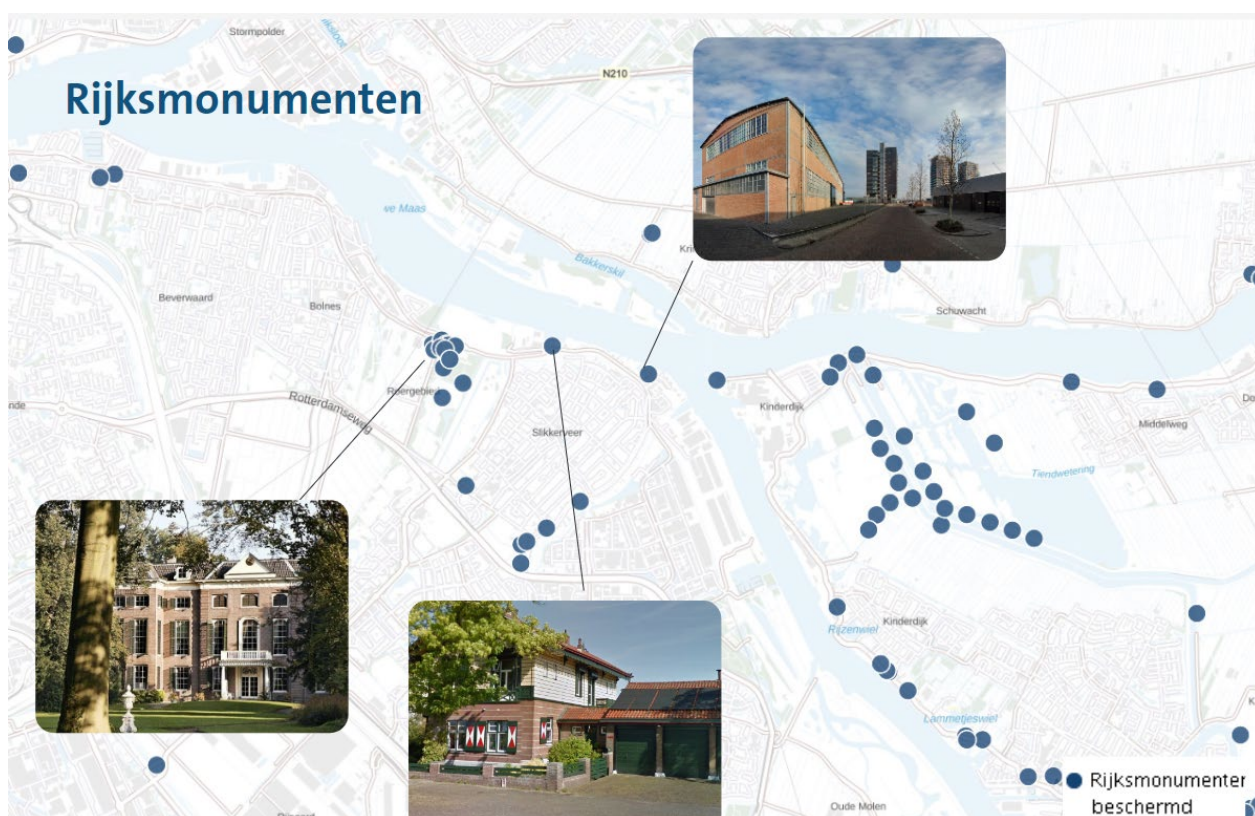 Stormpolder
N210
Rijksmonumenten
ve Maas
Bakkerskil
Beverwaard
Bolnes
Schuwacht
Rotterdamseweg
Kinderdijk
Middelweg
Slikkerveer
Tiendwetering
Rijzenwiel
Kinderdijk
Lammetjeswiel
Oude Molen
Rijksmonumenter
beschermd